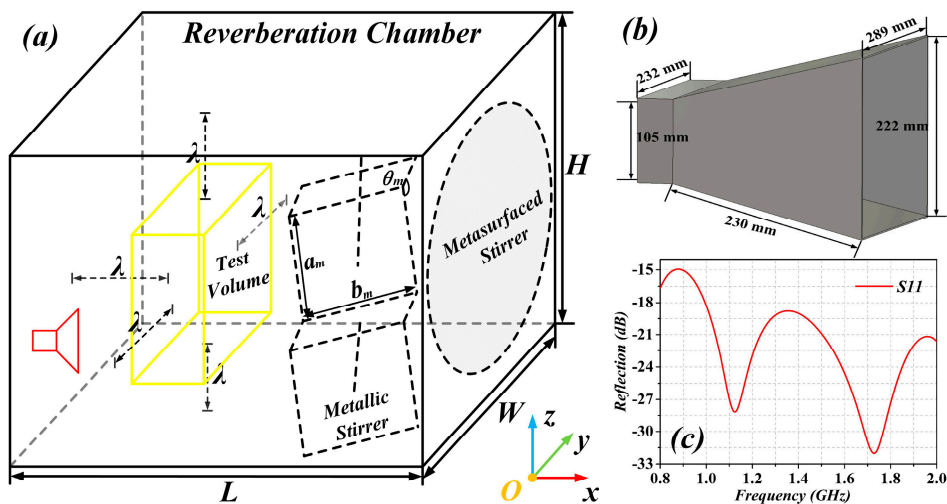 (a)
Reverberation Chamber
λ
θm
H
λ
Test
Volume
am
bm
Metasurfaced
Stirrer
λ
λ
λ
Metallic
Stirrer
W
L
z
y
O
x
(b)
232 mm
289 mm
105 mm
222 mm
230 mm
-15
-18
-21
-24
-27
-30
-33
Reflection (dB)
S11
(c)
0.8 1.0 1.2 1.4 1.6 1.8 2.0
Frequency (GHz)